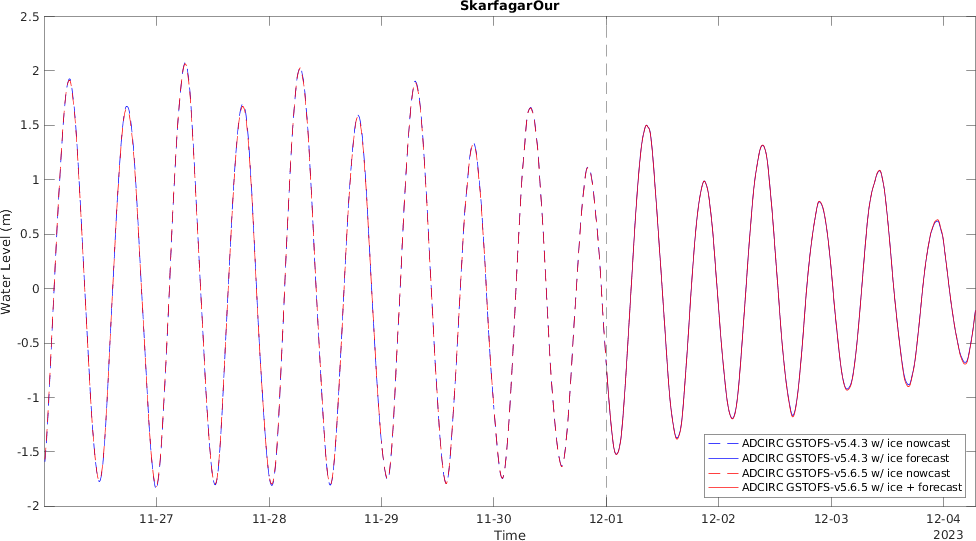 SkarfagarOur
2.5
2
1.5
1
0.5
0
-0.5
-1
-1.5
-2
Water Level (m)
11-27 11-28 11-29 11-30 12-01 12-02 12-03 12-04
Time
2023
ADCIRC GSTOFS-v5.4.3 w/ ice nowcast
ADCIRC GSTOFS-v5.4.3 w/ ice forecast
ADCIRC GSTOFS-v5.6.5 w/ ice nowcast
ADCIRC GSTOFS-v5.6.5 w/ ice + forecast